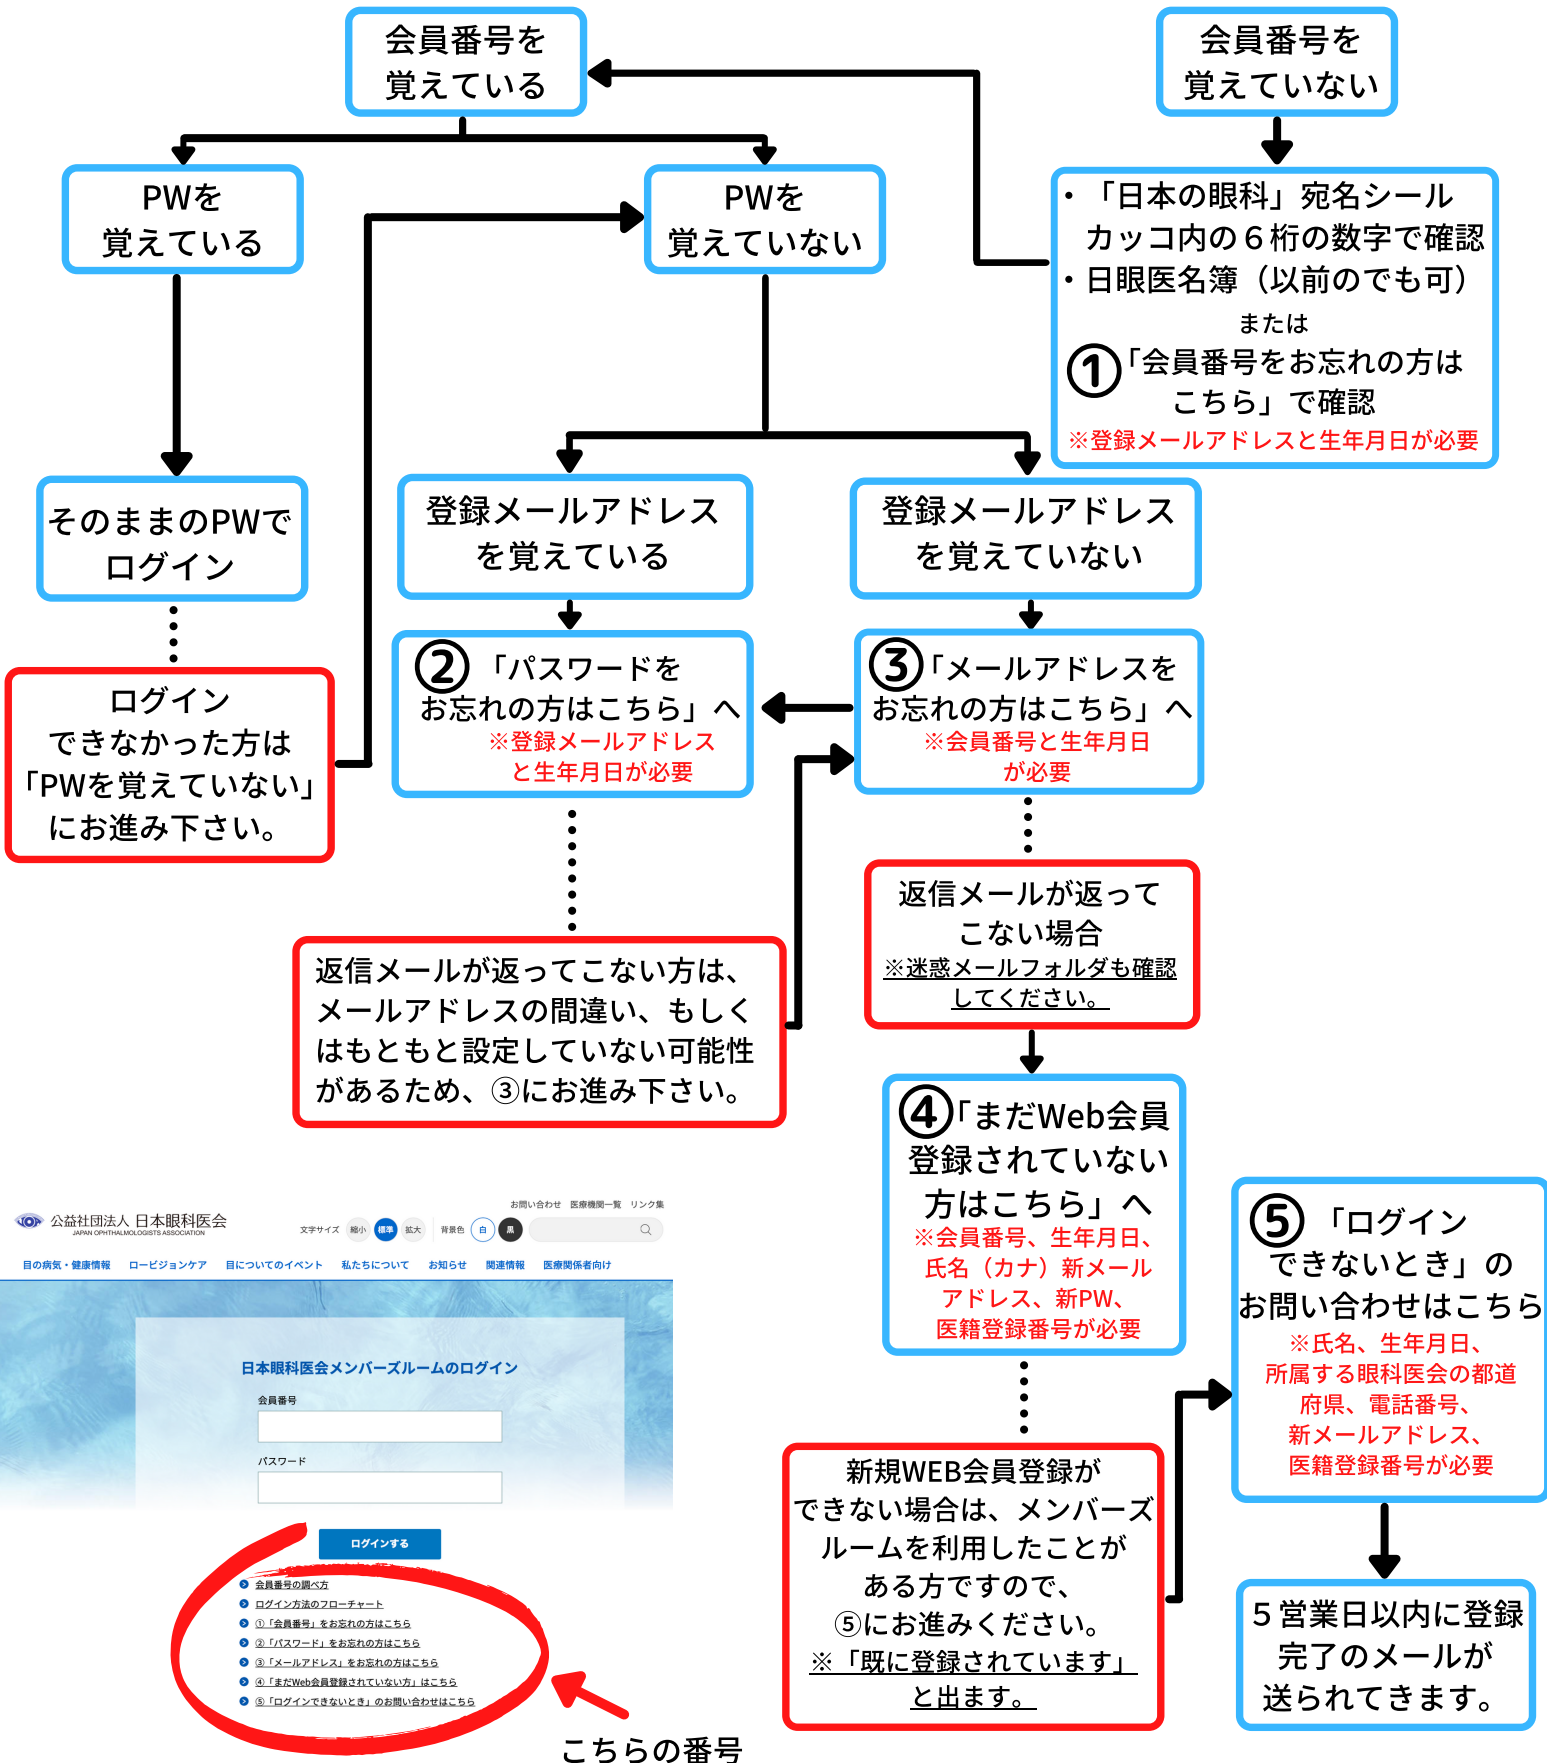 会員番号を
覚えている
会員番号を
覚えていない
PWを
覚えている
PWを
覚えていない
・「日本の眼科」宛名シール
カッコ内の６桁の数字で確認
・日眼医名簿（以前のでも可）
または
①「会員番号をお忘れの方は
こちら」で確認
※登録メールアドレスと生年月日が必要
そのままのPWで
ログイン
登録メールアドレス
を覚えている
登録メールアドレス
を覚えていない
ログイン
できなかった方は
「PWを覚えていない」
にお進み下さい。
②「パスワードを
お忘れの方はこちら」へ
※登録メールアドレス
と生年月日が必要
③「メールアドレスを
お忘れの方はこちら」へ
※会員番号と生年月日
が必要
返信メールが返ってこない方は、
メールアドレスの間違い、もしく
はもともと設定していない可能性
があるため、③にお進み下さい。
返信メールが返って
こない場合
※迷惑メールフォルダも確認
してください。
④「まだWeb会員
登録されていない
方はこちら」へ
※会員番号、生年月日、
氏名（カナ）新メール
アドレス、新PW、
医籍登録番号が必要
⑤「ログイン
できないとき」の
お問い合わせはこちら
※氏名、生年月日、
所属する眼科医会の都道
府県、電話番号、
新メールアドレス、
医籍登録番号が必要
新規WEB会員登録が
できない場合は、メンバーズ
ルームを利用したことが
ある方ですので、
⑤にお進みください。
※「既に登録されています」
と出ます。
５営業日以内に登録
完了のメールが
送られてきます。
お問い合わせ 医療機関一覧 リンク集
公益社団法人 日本眼科医会
JAPAN OPHTHALMOLOGISTS ASSOCIATION
文字サイズ 縮小 標準 拡大 背景色 白 黒
目の病気・健康情報 ロービジョンケア 目についてのイベント 私たちについて お知らせ 関連情報 医療関係者向け
日本眼科医会メンバーズルームのログイン
会員番号
パスワード
ログインする
会員番号の調べ方
ログイン方法のフローチャート
①「会員番号」をお忘れの方はこちら
②「パスワード」をお忘れの方はこちら
③「メールアドレス」をお忘れの方はこちら
④「まだWeb会員登録されていない方」はこちら
⑤「ログインできないとき」のお問い合わせはこちら
こちらの番号